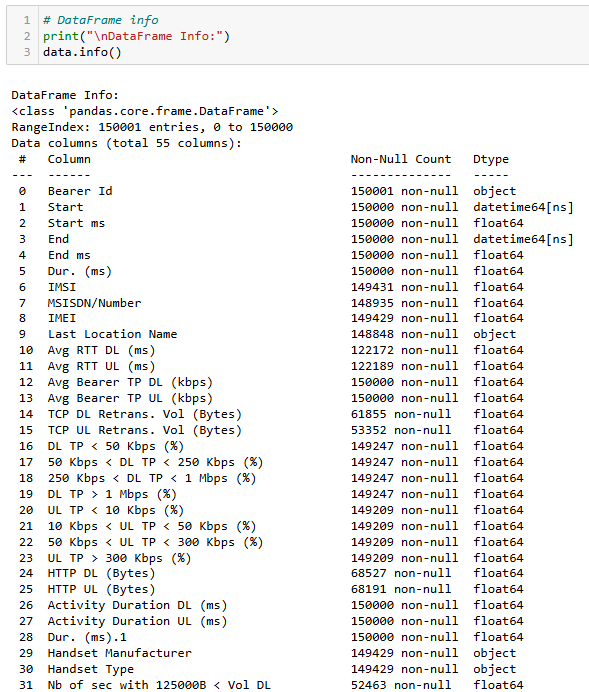 1 # DataFrame info
2 print("\nDataFrame Info:")
3 data.info()
DataFrame Info:
<class 'pandas.core.frame.DataFrame'>
RangeIndex: 150001 entries, 0 to 150000
Data columns (total 55 columns):
# Column Non-Null Count Dtype
--- ------ -------------- -----
0 Bearer Id 150001 non-null object
1 Start 150000 non-null datetime64[ns]
2 Start ms 150000 non-null float64
3 End 150000 non-null datetime64[ns]
4 End ms 150000 non-null float64
5 Dur. (ms) 150000 non-null float64
6 IMSI 149431 non-null float64
7 MSISDN/Number 148935 non-null float64
8 IMEI 149429 non-null float64
9 Last Location Name 148848 non-null object
10 Avg RTT DL (ms) 122172 non-null float64
11 Avg RTT UL (ms) 122189 non-null float64
12 Avg Bearer TP DL (kbps) 150000 non-null float64
13 Avg Bearer TP UL (kbps) 150000 non-null float64
14 TCP DL Retrans. Vol (Bytes) 61855 non-null float64
15 TCP UL Retrans. Vol (Bytes) 53352 non-null float64
16 DL TP < 50 Kbps (%) 149247 non-null float64
17 50 Kbps < DL TP < 250 Kbps (%) 149247 non-null float64
18 250 Kbps < DL TP < 1 Mbps (%) 149247 non-null float64
19 DL TP > 1 Mbps (%) 149247 non-null float64
20 UL TP < 10 Kbps (%) 149209 non-null float64
21 10 Kbps < UL TP < 50 Kbps (%) 149209 non-null float64
22 50 Kbps < UL TP < 300 Kbps (%) 149209 non-null float64
23 UL TP > 300 Kbps (%) 149209 non-null float64
24 HTTP DL (Bytes) 68527 non-null float64
25 HTTP UL (Bytes) 68191 non-null float64
26 Activity Duration DL (ms) 150000 non-null float64
27 Activity Duration UL (ms) 150000 non-null float64
28 Dur. (ms).1 150000 non-null float64
29 Handset Manufacturer 149429 non-null object
30 Handset Type 149429 non-null object
31 Nb of sec with 125000B < Vol DL 52463 non-null float64